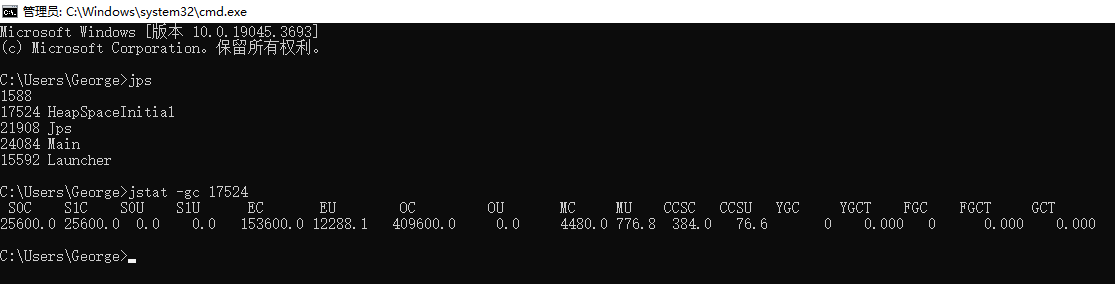 管理员: C:\Windows\system32\cmd.exe
Microsoft Windows [版本 10.0.19045.3693]
(c) Microsoft Corporation。保留所有权利。
C:\Users\George>jps
1588
17524 HeapSpaceInitial
21908 Jps
24084 Main
15592 Launcher
C:\Users\George>jstat -gc 17524
S0C S1C S0U S1U EC EU OC OU MC MU CCSC CCSU YGC YGCT FGC FGCT GCT
25600.0 25600.0 0.0 0.0 153600.0 12288.1 409600.0 0.0 4480.0 776.8 384.0 76.6 0 0.000 0 0.000 0.000
C:\Users\George>